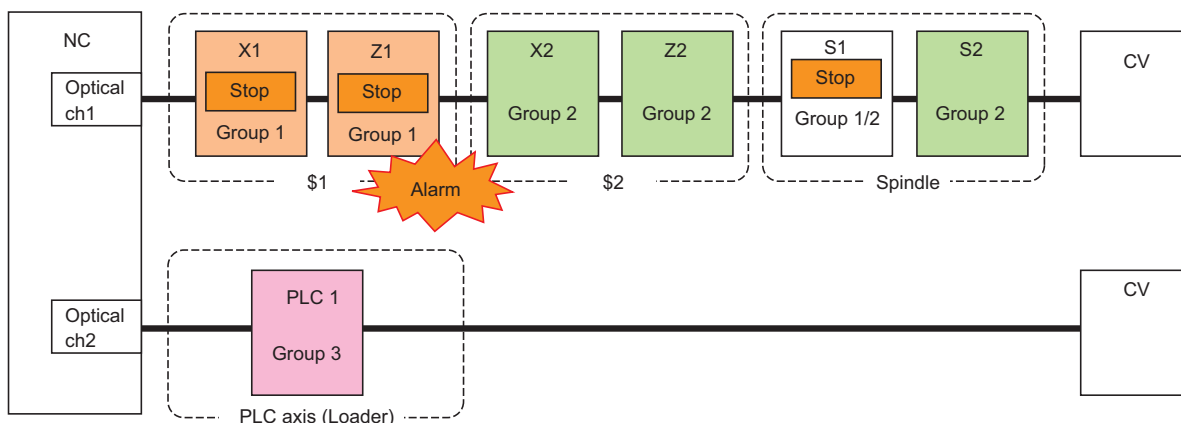 NC
Optical
ch1
X1
Stop
Group 1
Z1
Stop
Group 1
$1
Alarm
X2
Group 2
Z2
Group 2
$2
S1
Stop
Group 1/2
S2
Group 2
Spindle
CV
Optical
ch2
PLC 1
Group 3
PLC axis (Loader)
CV